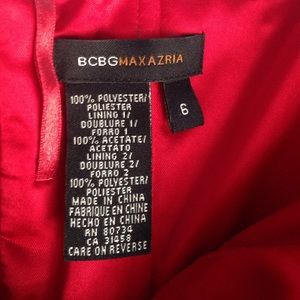 BCBGMAXAZRIA
6
100% POLYESTER/
POLIESTER
LINING 1/
DOUBLURE 1/
FORRO 1
100% ACETATE/
ACETATO
LINING 2/
DOUBLURE 2/
FORRO 2
100% POLYESTER/
POLIESTER
MADE IN CHINA
FABRIQUE EN CHINE
HECHO EN CHINA
RN 80734
CA 31858
CARE ON REVERSE